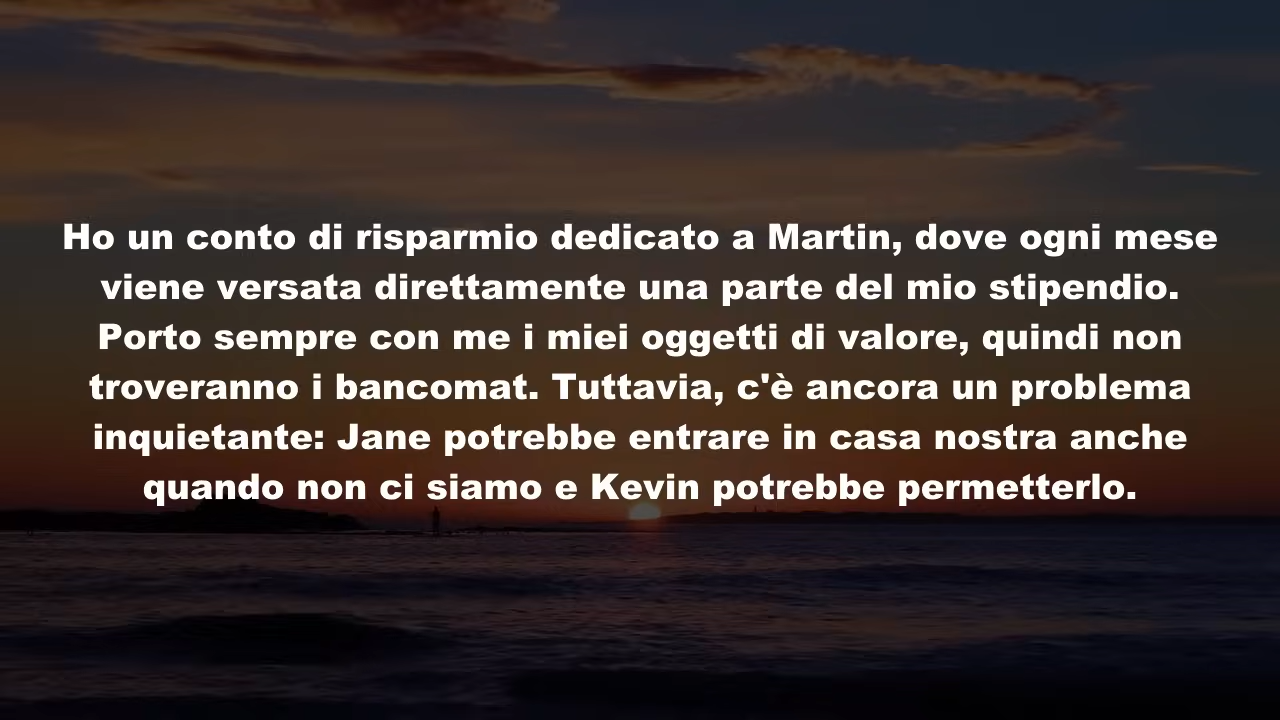 Ho un conto di risparmio dedicato a Martin, dove ogni mese
viene versata direttamente una parte del mio stipendio.
Porto sempre con me i miei oggetti di valore, quindi non
troveranno i bancomat. Tuttavia, c'è ancora un problema
inquietante: Jane potrebbe entrare in casa nostra anche
quando non ci siamo e Kevin potrebbe permetterlo.